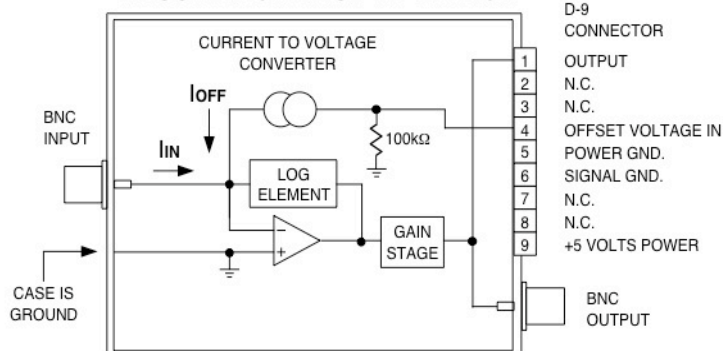 D-9
CONNECTOR
CURRENT TO VOLTAGE
CONVERTER
1 OUTPUT
2 N.C.
3 N.C.
4 OFFSET VOLTAGE IN
5 POWER GND.
6 SIGNAL GND.
7 N.C.
8 N.C.
9 +5 VOLTS POWER
IOFF
BNC
INPUT
IIN
100kΩ
LOG
ELEMENT
−
+
GAIN
STAGE
CASE IS
GROUND
BNC
OUTPUT